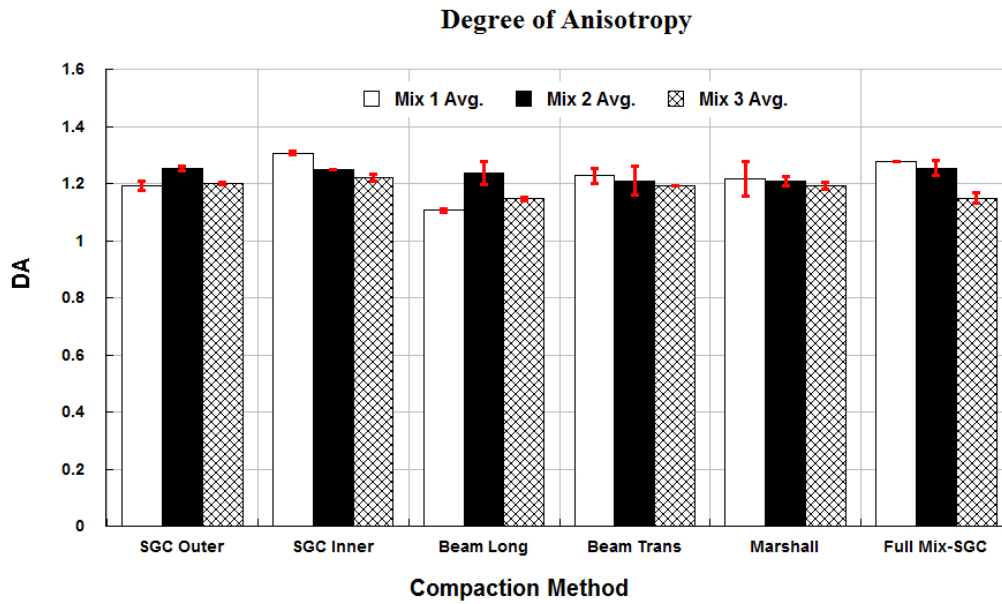 Degree of Anisotropy
1.6
Mix 1 Avg. Mix 2 Avg. Mix 3 Avg.
1.4
1.2
1
DA
0.8
0.6
0.4
0.2
0
SGC Outer SGC Inner Beam Long Beam Trans Marshall Full Mix-SGC
Compaction Method